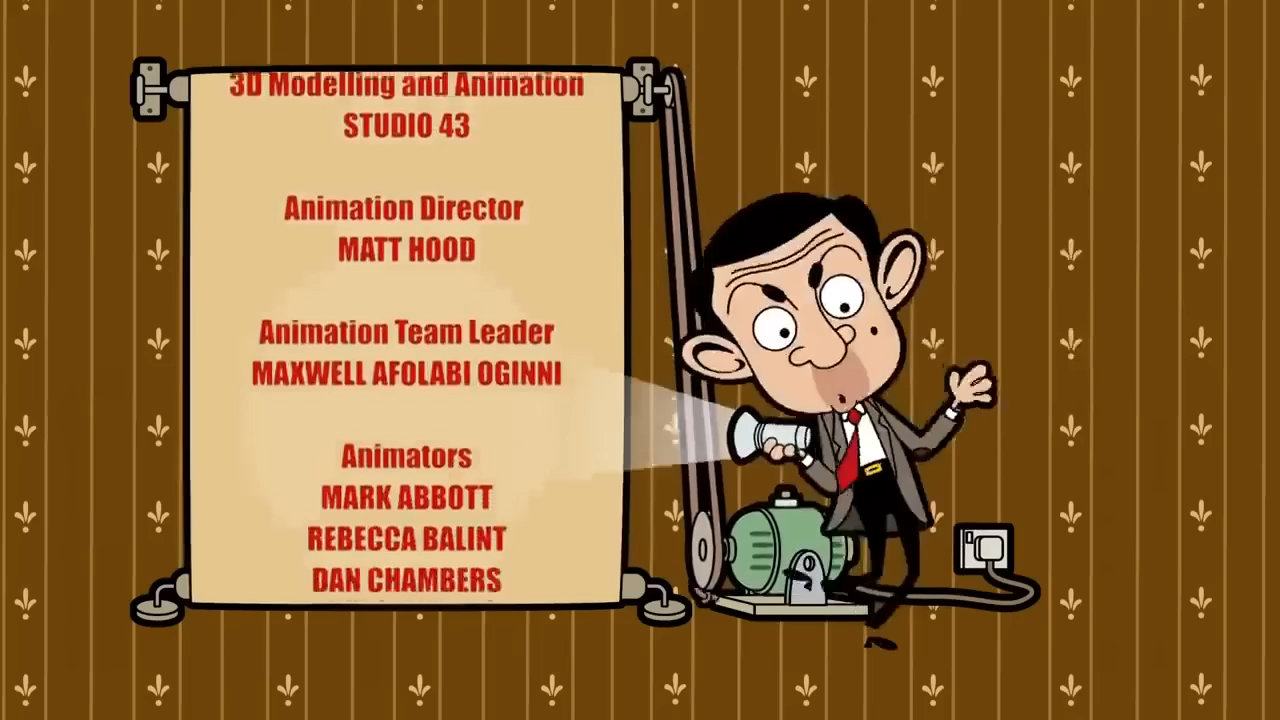 3D Modelling and Animation
STUDIO 43
Animation Director
MATT HOOD
Animation Team Leader
MAXWELL AFOLABI OGINNI
Animators
MARK ABBOTT
REBECCA BALINT
DAN CHAMBERS